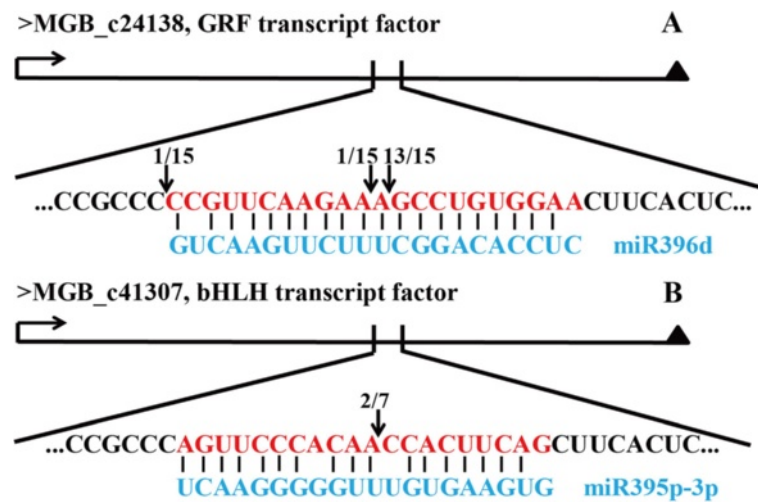 >MGB_c24138, GRF transcript factor A
1/15 1/15 13/15
...CCGCCCCCGUUCAAGAAAGCCUGUGGAACUUCACUC...
GUCAAGUUCUUUCGGACACCUC miR396d
>MGB_c41307, bHLH transcript factor B
2/7
...CCGCCCAGUUCCCACAACCACUUCAGCUUCACUC...
UCAAGGGGGUUUGUGAAGUG miR395p-3p